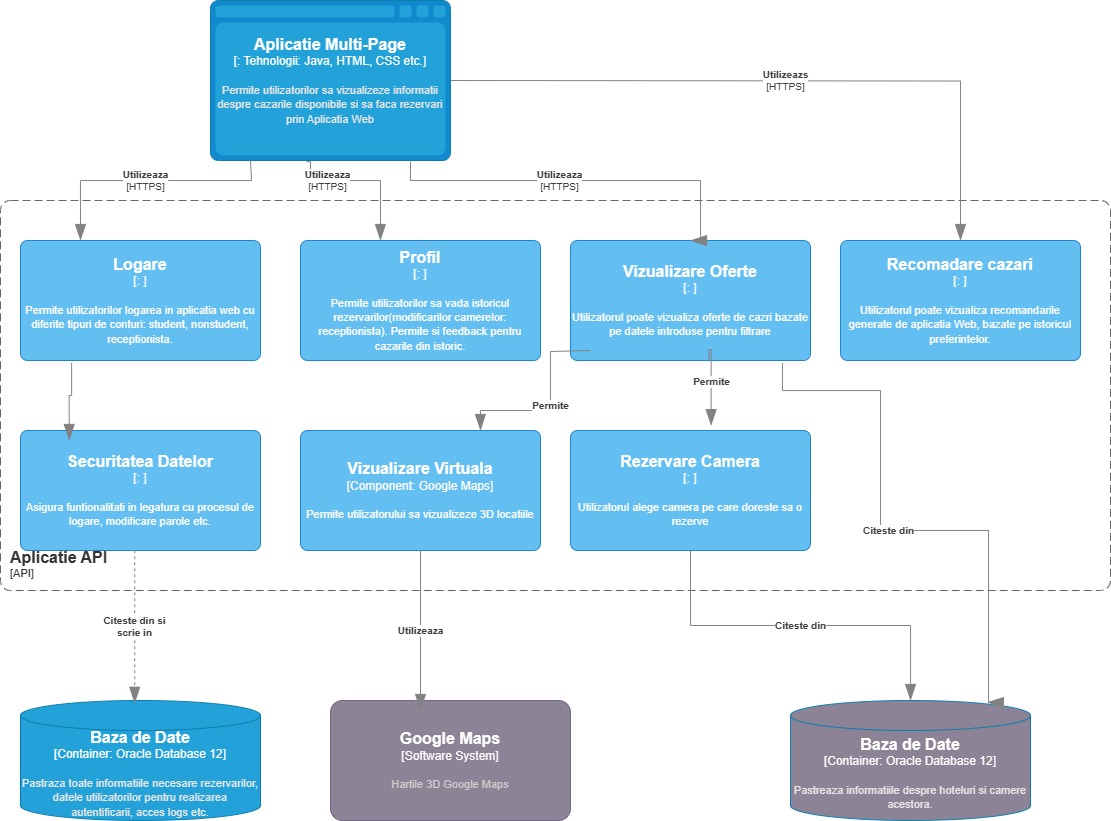 Aplicatie Multi-Page
[: Tehnologii: Java, HTML, CSS etc.]
Permite utilizatorilor sa vizualizeze informatii
despre cazarile disponibile si sa faca rezervari
prin Aplicatia Web
Utilizeazs
[HTTPS]
Utilizeaza
[HTTPS]
Utilizeaza
[HTTPS]
Utilizeaza
[HTTPS]
Logare
[: ]
Permite utilizatorilor logarea in aplicatia web cu
diferite tipuri de conturi: student, nonstudent,
receptionista.
Profil
[: ]
Permite utilizatorilor sa vada istoricul
rezervarilor(modificarilor camerelor:
receptionista). Permite si feedback pentru
cazarile din istoric.
Vizualizare Oferte
[: ]
Utilizatorul poate vizualiza oferte de cazri bazate
pe datele introduse pentru filtrare
Recomadare cazari
[: ]
Utilizatorul poate vizualiza recomandarile
generate de aplicatia Web, bazate pe istoricul
preferintelor.
Permite
Permite
Securitatea Datelor
[: ]
Asigura funtionalitati in legatura cu procesul de
logare, modificare parole etc.
Vizualizare Virtuala
[Component: Google Maps]
Permite utilizatorului sa vizualizeze 3D locatiile
Rezervare Camera
[: ]
Utilizatorul alege camera pe care doreste sa o
rezerve
Citeste din
Aplicatie API
[API]
Citeste din si
scrie in
Utilizeaza
Citeste din
Baza de Date
[Container: Oracle Database 12]
Pastraza toate informatiile necesare rezervarilor,
datele utilizatorilor pentru realizarea
autentificarii, acces logs etc.
Google Maps
[Software System]
Hartile 3D Google Maps
Baza de Date
[Container: Oracle Database 12]
Pastreaza informatiile despre hoteluri si camere
acestora.